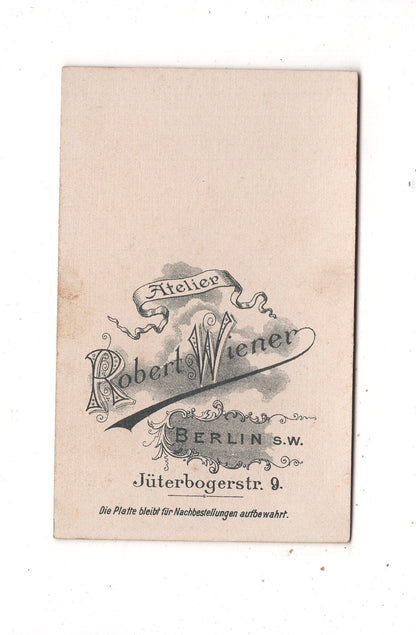 Atelier
Robert Wiener
BERLIN S.W.
Jüterbogerstr. 9.
Die Platte bleibt für Nachbestellungen aufbewahrt.